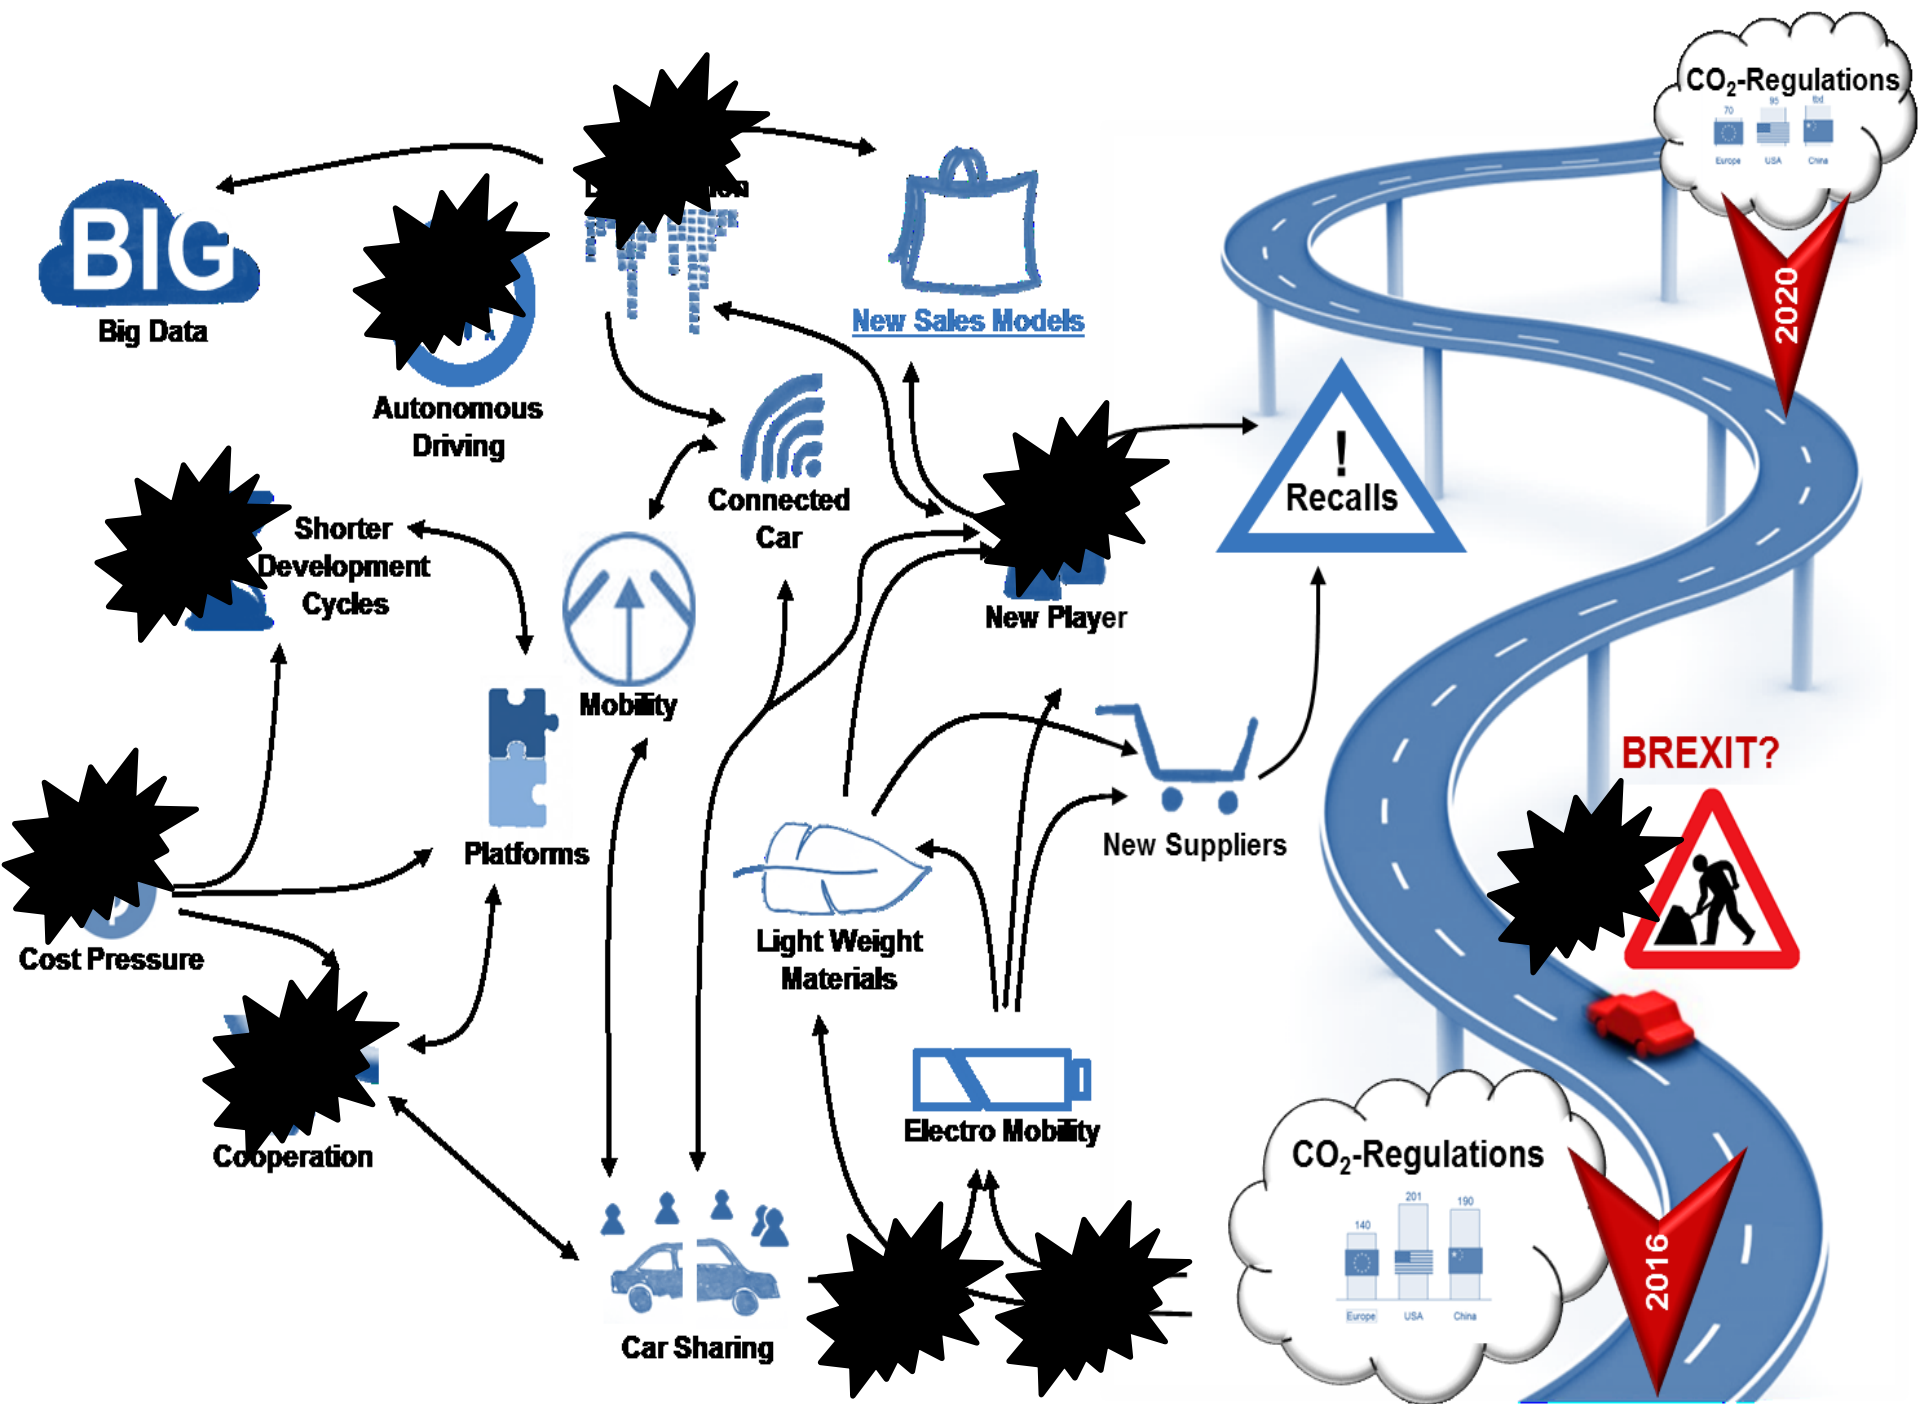 CO2-Regulations
70
95
tbd
Europe
USA
China
2020
BIG
Big Data
New Sales Models
Autonomous
Driving
!
Recalls
Connected
Car
Shorter
Development
Cycles
New Player
Mobility
BREXIT?
Platforms
New Suppliers
Cost Pressure
Light Weight
Materials
Electro Mobility
Cooperation
CO2-Regulations
140
201
190
Europe
USA
China
2016
Car Sharing